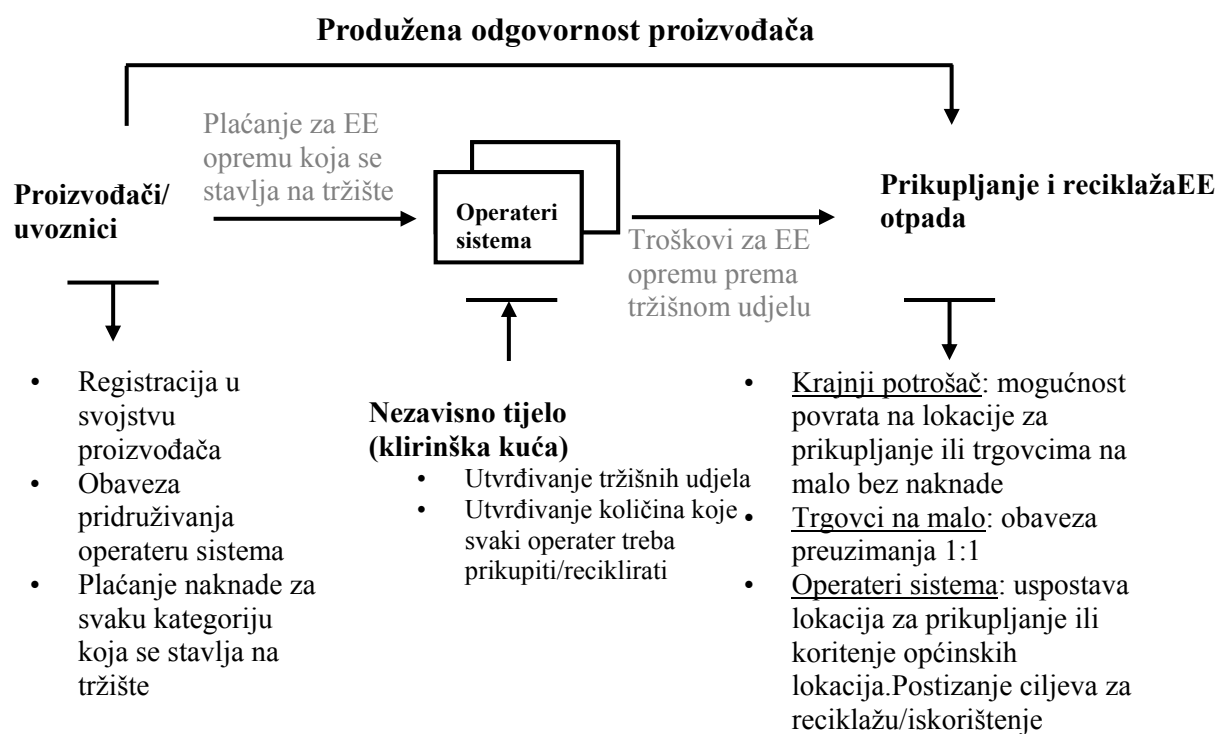 Produžena odgovornost proizvođača
Plaćanje za EE
opremu koja se
stavlja na tržište
Proizvođači/
uvoznici
Operateri
sistema
Troškovi za EE
opremu prema
tržišnom udjelu
Prikupljanje i reciklažaEE
otpada
• Registracija u
svojstvu
proizvođača
• Obaveza
pridruživanja
operateru sistema
• Plaćanje naknade za
svaku kategoriju
koja se stavlja na
tržište
Nezavisno tijelo
(klirinška kuća)
• Utvrđivanje tržišnih udjela
• Utvrđivanje količina koje
svaki operater treba
prikupiti/reciklirati
• Krajnji potrošač: mogućnost
povrata na lokacije za
prikupljanje ili trgovcima na
malo bez naknade
• Trgovci na malo: obaveza
preuzimanja 1:1
• Operateri sistema: uspostava
lokacija za prikupljanje ili
koritenje općinskih
lokacija.Postizanje ciljeva za
reciklažu/iskorištenje